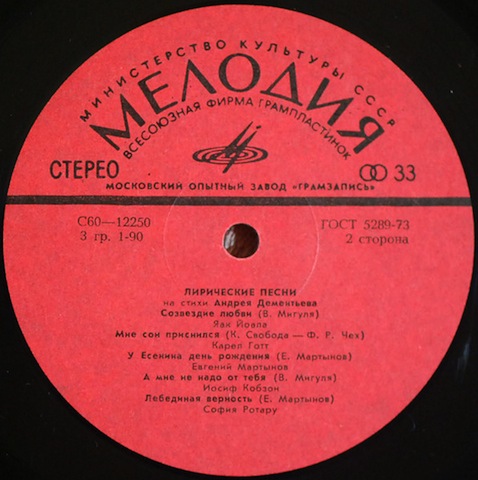 МИНИСТЕРСТВО КУЛЬТУРЫ СССР
МЕЛОДИЯ
ВСЕСОЮЗНАЯ ФИРМА ГРАМПЛАСТИНОК
СТЕРЕО
33
МОСКОВСКИЙ ОПЫТНЫЙ ЗАВОД «ГРАМЗАПИСЬ»
С60—12250
ГОСТ 5289-73
3 гр. 1-90
2 сторона
ЛИРИЧЕСКИЕ ПЕСНИ
на стихи Андрея Дементьева
Созвездие любви (В. Мигуля)
Яак Йоала
Мне сон приснился (К. Свобода — Ф. Р. Чех)
Карел Готт
У Есенина день рождения (Е. Мартынов)
Евгений Мартынов
А мне не надо от тебя (В. Мигуля)
Иосиф Кобзон
Лебединая верность (Е. Мартынов)
София Ротару